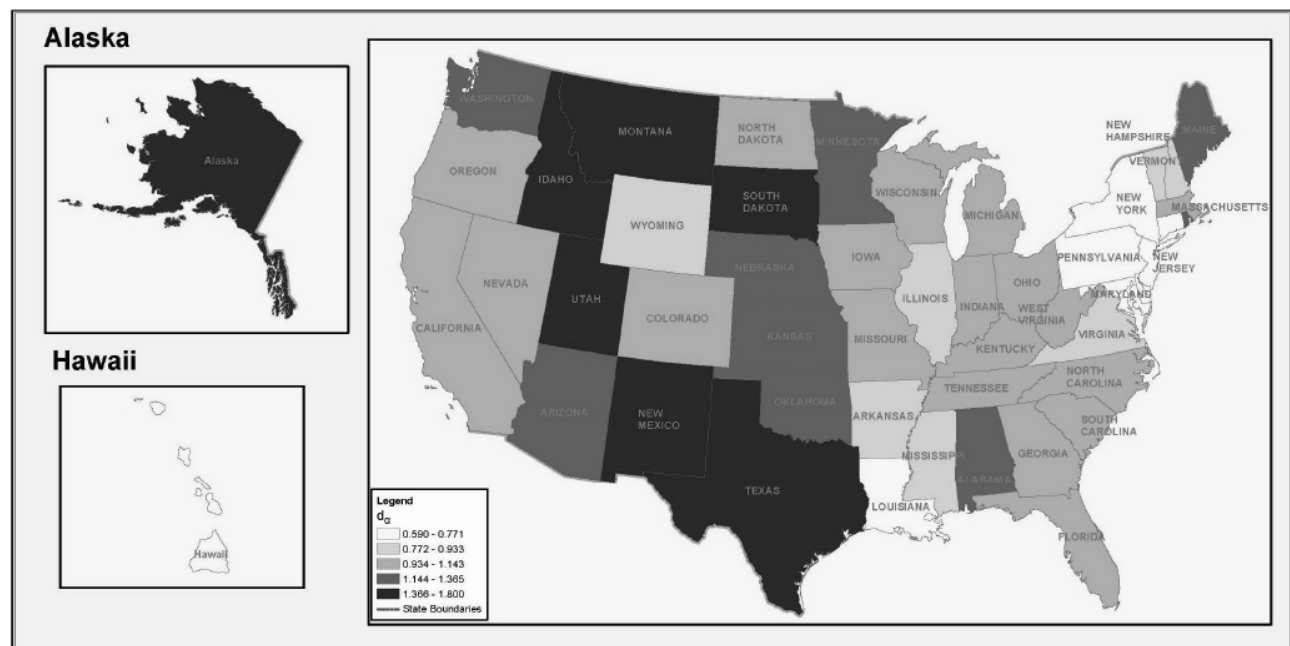 Alaska
Alaska
Hawaii
Hawaii
WASHINGTON
MONTANA
NORTH
DAKOTA
MINNESOTA
NEW
HAMPSHIRE
MAINE
VERMONT
OREGON
IDAHO
SOUTH
DAKOTA
WISCONSIN
MICHIGAN
NEW
YORK
MASSACHUSETTS
WYOMING
IOWA
PENNSYLVANIA
NEW
JERSEY
NEBRASKA
NEVADA
UTAH
COLORADO
ILLINOIS
INDIANA
OHIO
MARYLAND
WEST
VIRGINIA
VIRGINIA
CALIFORNIA
KANSAS
MISSOURI
KENTUCKY
ARIZONA
NEW
MEXICO
OKLAHOMA
ARKANSAS
TENNESSEE
NORTH
CAROLINA
SOUTH
CAROLINA
MISSISSIPPI
ALABAMA
GEORGIA
TEXAS
LOUISIANA
FLORIDA
Legend
dα
0.590 - 0.771
0.772 - 0.933
0.934 - 1.143
1.144 - 1.365
1.366 - 1.800
State Boundaries